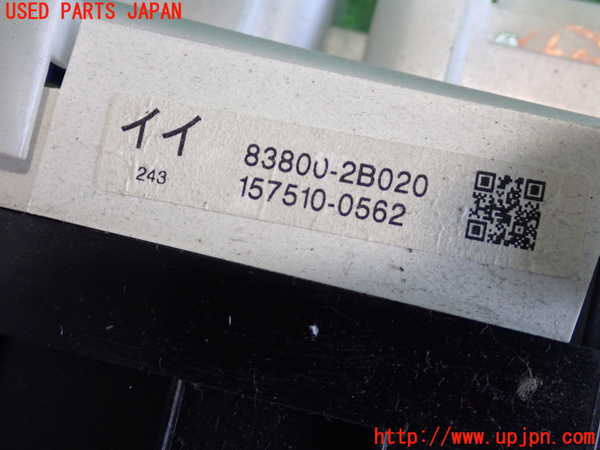 USED PARTS JAPAN
イイ
243
83800-2B020
157510-0562
http://www.upjpn.com